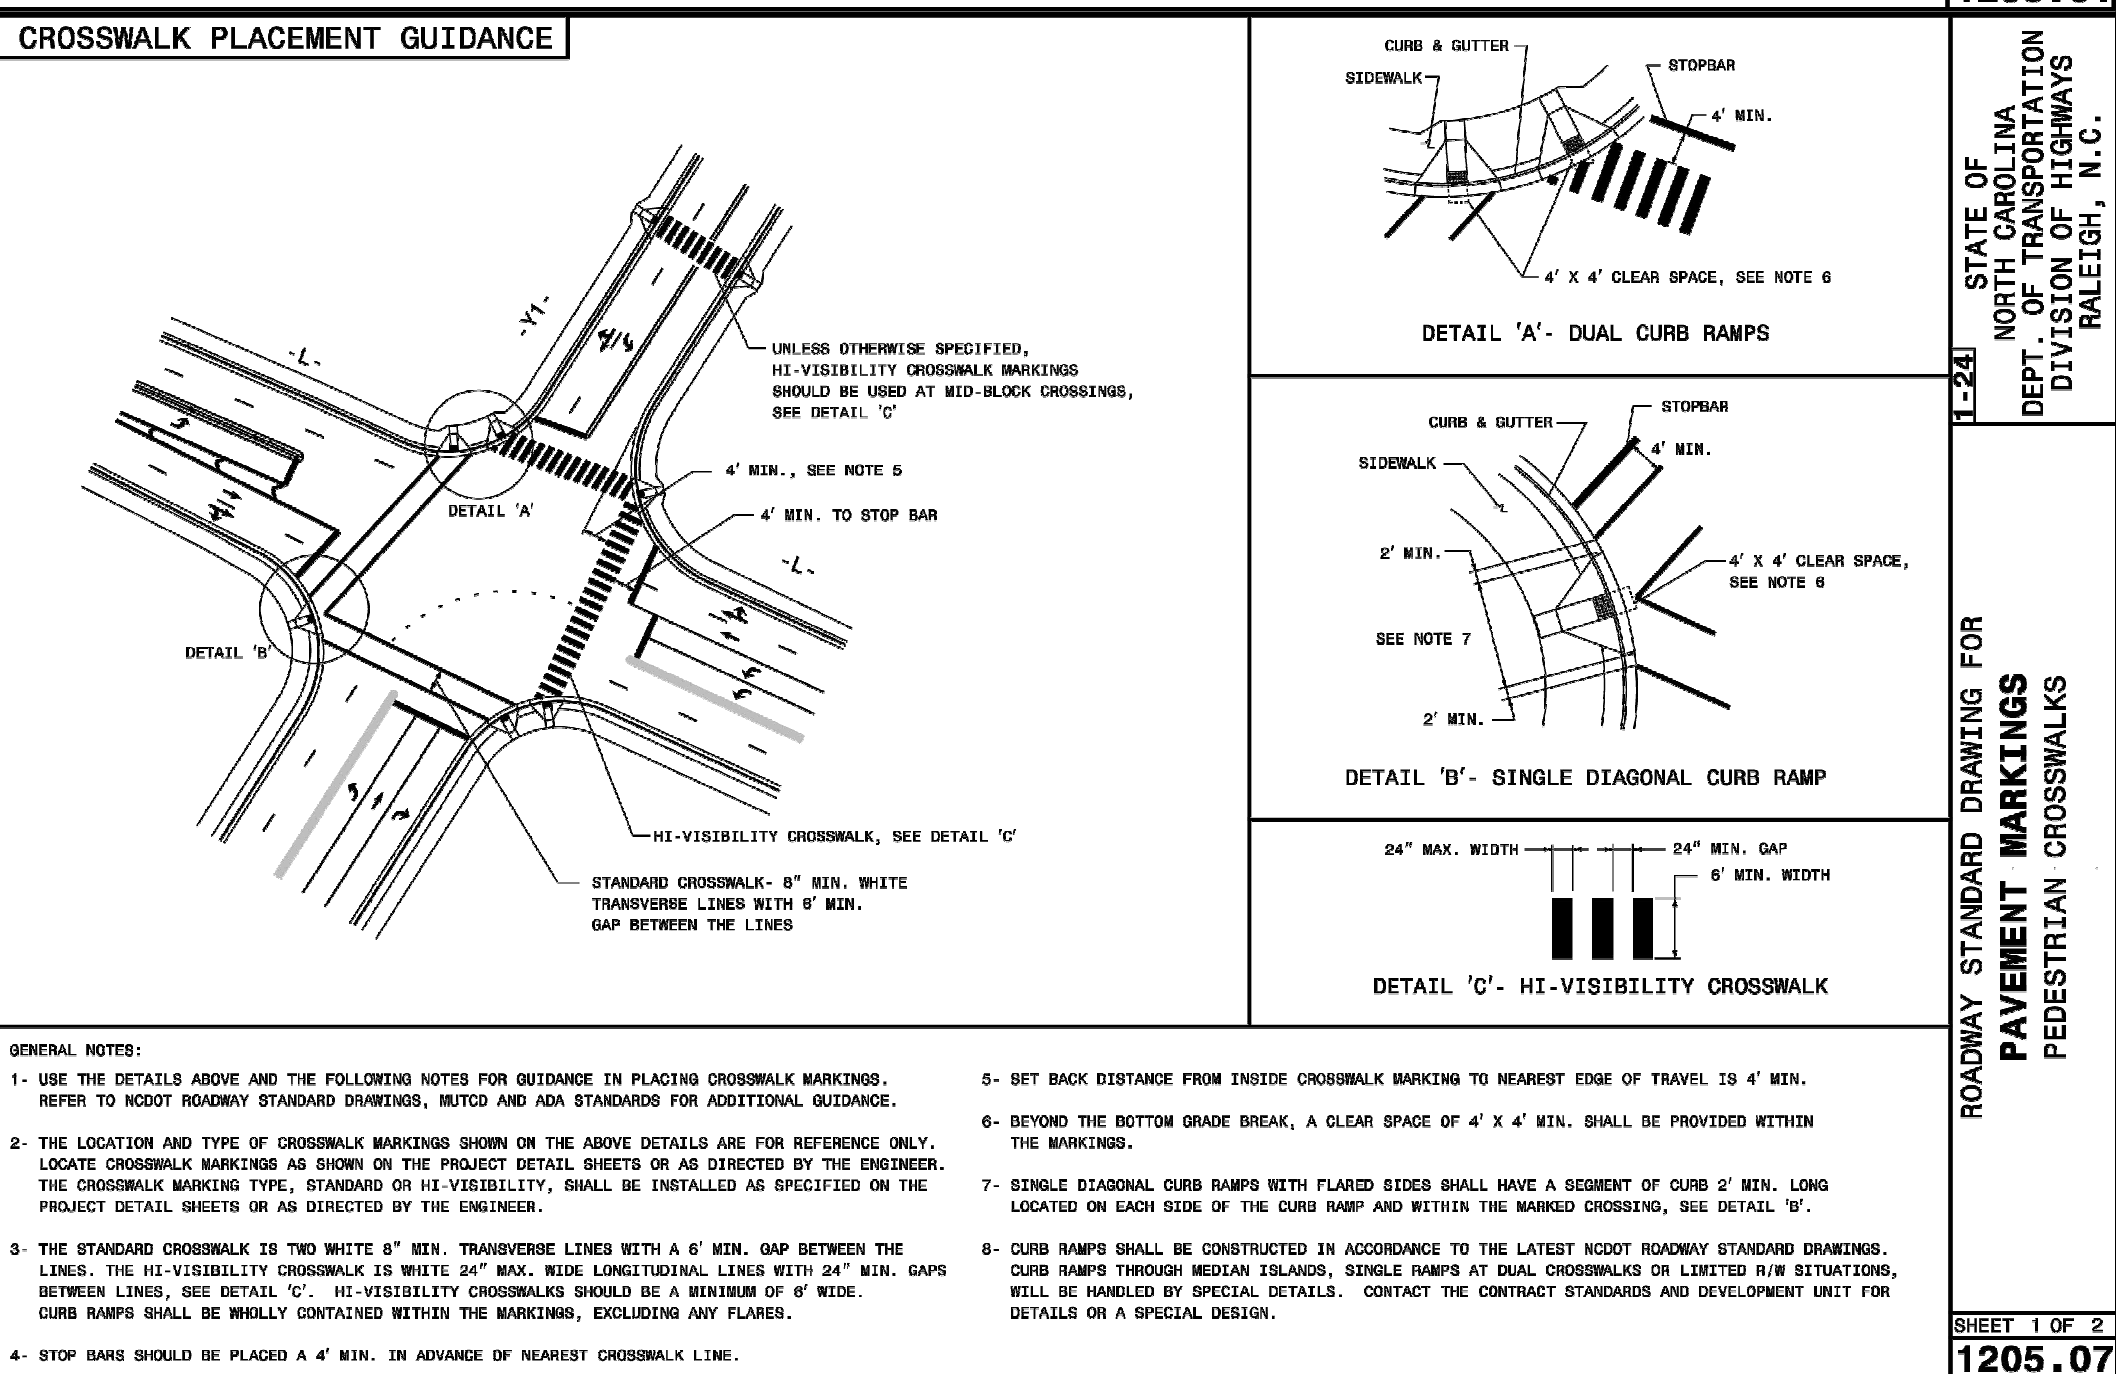 CROSSWALK PLACEMENT GUIDANCE
-L-
-Y1-
UNLESS OTHERWISE SPECIFIED,
HI-VISIBILITY CROSSWALK MARKINGS
SHOULD BE USED AT MID-BLOCK CROSSINGS,
SEE DETAIL 'C'
4' MIN., SEE NOTE 5
DETAIL 'A'
4' MIN. TO STOP BAR
-L-
DETAIL 'B'
HI-VISIBILITY CROSSWALK, SEE DETAIL 'C'
STANDARD CROSSWALK- 8" MIN. WHITE
TRANSVERSE LINES WITH 6' MIN.
GAP BETWEEN THE LINES
CURB & GUTTER
STOPBAR
SIDEWALK
4' MIN.
4' X 4' CLEAR SPACE, SEE NOTE 6
DETAIL 'A'- DUAL CURB RAMPS
STOPBAR
CURB & GUTTER
4' MIN.
SIDEWALK
2' MIN.
4' X 4' CLEAR SPACE,
SEE NOTE 6
SEE NOTE 7
2' MIN.
DETAIL 'B'- SINGLE DIAGONAL CURB RAMP
24" MAX. WIDTH
24" MIN. GAP
6' MIN. WIDTH
DETAIL 'C'- HI-VISIBILITY CROSSWALK
GENERAL NOTES:
1- USE THE DETAILS ABOVE AND THE FOLLOWING NOTES FOR GUIDANCE IN PLACING CROSSWALK MARKINGS.
REFER TO NCDOT ROADWAY STANDARD DRAWINGS, MUTCD AND ADA STANDARDS FOR ADDITIONAL GUIDANCE.
2- THE LOCATION AND TYPE OF CROSSWALK MARKINGS SHOWN ON THE ABOVE DETAILS ARE FOR REFERENCE ONLY.
LOCATE CROSSWALK MARKINGS AS SHOWN ON THE PROJECT DETAIL SHEETS OR AS DIRECTED BY THE ENGINEER.
THE CROSSWALK MARKING TYPE, STANDARD OR HI-VISIBILITY, SHALL BE INSTALLED AS SPECIFIED ON THE
PROJECT DETAIL SHEETS OR AS DIRECTED BY THE ENGINEER.
3- THE STANDARD CROSSWALK IS TWO WHITE 8" MIN. TRANSVERSE LINES WITH A 6' MIN. GAP BETWEEN THE
LINES. THE HI-VISIBILITY CROSSWALK IS WHITE 24" MAX. WIDE LONGITUDINAL LINES WITH 24" MIN. GAPS
BETWEEN LINES, SEE DETAIL 'C'. HI-VISIBILITY CROSSWALKS SHOULD BE A MINIMUM OF 6' WIDE.
CURB RAMPS SHALL BE WHOLLY CONTAINED WITHIN THE MARKINGS, EXCLUDING ANY FLARES.
4- STOP BARS SHOULD BE PLACED A 4' MIN. IN ADVANCE OF NEAREST CROSSWALK LINE.
5- SET BACK DISTANCE FROM INSIDE CROSSWALK MARKING TO NEAREST EDGE OF TRAVEL IS 4' MIN.
6- BEYOND THE BOTTOM GRADE BREAK, A CLEAR SPACE OF 4' X 4' MIN. SHALL BE PROVIDED WITHIN
THE MARKINGS.
7- SINGLE DIAGONAL CURB RAMPS WITH FLARED SIDES SHALL HAVE A SEGMENT OF CURB 2' MIN. LONG
LOCATED ON EACH SIDE OF THE CURB RAMP AND WITHIN THE MARKED CROSSING, SEE DETAIL 'B'.
8- CURB RAMPS SHALL BE CONSTRUCTED IN ACCORDANCE TO THE LATEST NCDOT ROADWAY STANDARD DRAWINGS.
CURB RAMPS THROUGH MEDIAN ISLANDS, SINGLE RAMPS AT DUAL CROSSWALKS OR LIMITED R/W SITUATIONS,
WILL BE HANDLED BY SPECIAL DETAILS. CONTACT THE CONTRACT STANDARDS AND DEVELOPMENT UNIT FOR
DETAILS OR A SPECIAL DESIGN.
1-24
STATE OF
NORTH CAROLINA
DEPT. OF TRANSPORTATION
DIVISION OF HIGHWAYS
RALEIGH, N.C.
ROADWAY STANDARD DRAWING FOR
PAVEMENT MARKINGS
PEDESTRIAN CROSSWALKS
SHEET 1 OF 2
1205.07